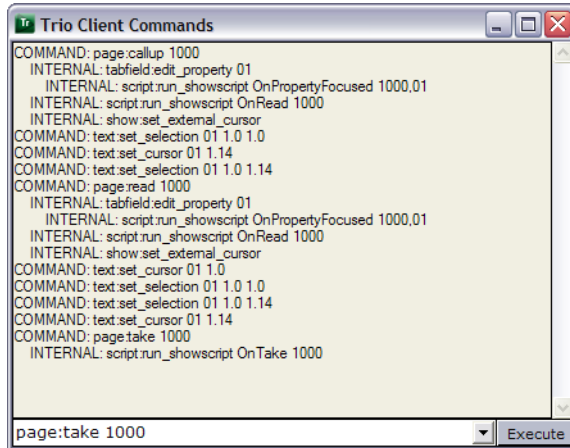 Tr Trio Client Commands
COMMAND: page:callup 1000
INTERNAL: tabfield:edit_property 01
INTERNAL: script:run_showscript OnPropertyFocused 1000,01
INTERNAL: script:run_showscript OnRead 1000
INTERNAL: show:set_external_cursor
COMMAND: text:set_selection 01 1.0 1.0
COMMAND: text:set_cursor 01 1.14
COMMAND: text:set_selection 01 1.0 1.14
COMMAND: page:read 1000
INTERNAL: tabfield:edit_property 01
INTERNAL: script:run_showscript OnPropertyFocused 1000,01
INTERNAL: script:run_showscript OnRead 1000
INTERNAL: show:set_external_cursor
COMMAND: text:set_cursor 01 1.0
COMMAND: text:set_selection 01 1.0 1.0
COMMAND: text:set_selection 01 1.0 1.14
COMMAND: text:set_cursor 01 1.14
COMMAND: page:take 1000
INTERNAL: script:run_showscript OnTake 1000
page:take 1000 Execute